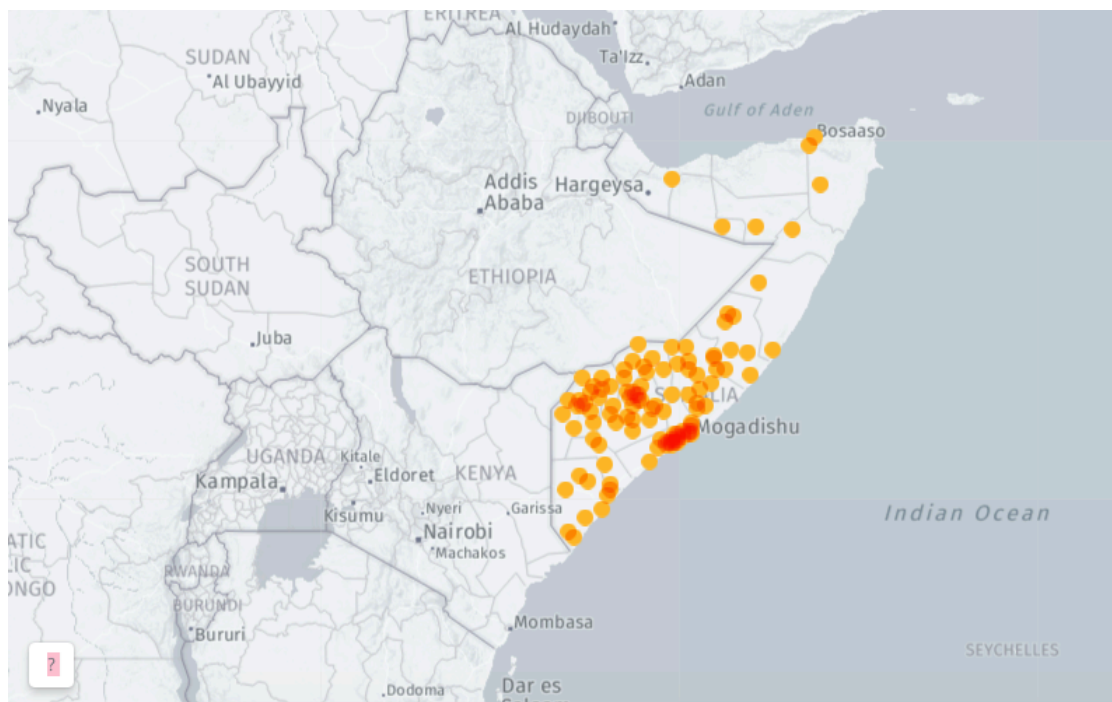 ERITREA
Al Hudaydah
SUDAN
Ta'Izz
Al Ubayyid
Adan
Nyala
Gulf of Aden
DJIBOUTI
Bosaaso
Addis
Ababa
Hargeysa
SOUTH
SUDAN
ETHIOPIA
Juba
Mogadishu
UGANDA
Kitale
Eldoret
KENYA
Kampala
Nyeri
Garissa
Kisumu
Nairobi
Indian Ocean
Machakos
RWANDA
BURUNDI
Bururi
Mombasa
SEYCHELLES
?
Dodoma
Dar es